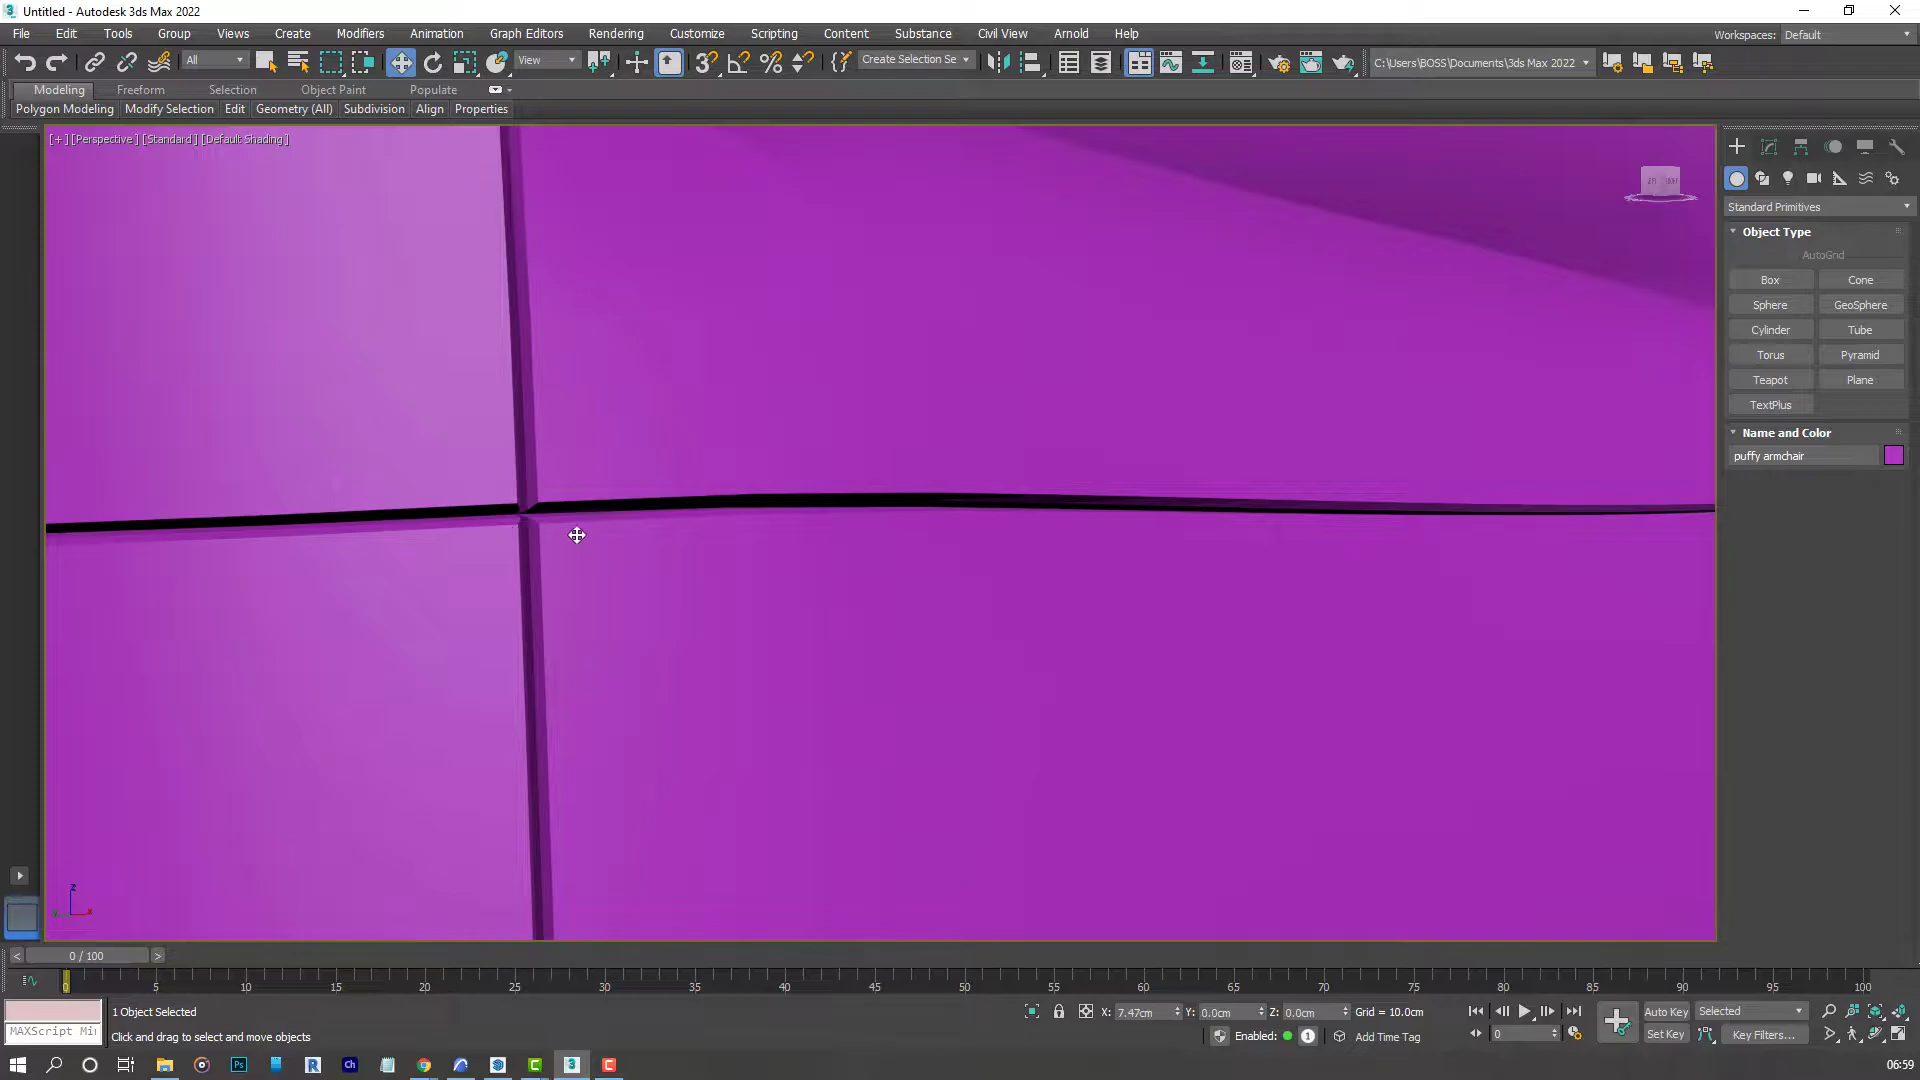 Untitled - Autodesk 3ds Max 2022
File Edit Tools Group Views Create Modifiers Animation Graph Editors Rendering Customize Scripting Content Substance Civil View Arnold Help
Workspaces: Default
All View Create Selection Se C:\Users\BOSS\Documents\3ds Max 2022
Modeling Freeform Selection Object Paint Populate
Polygon Modeling Modify Selection Edit Geometry (All) Subdivision Align Properties
[+] [Perspective] [Standard] [Default Shading]
Standard Primitives
Object Type
AutoGrid
Box Cone
Sphere GeoSphere
Cylinder Tube
Torus Pyramid
Teapot Plane
TextPlus
Name and Color
puffy armchair
z
x
0 / 100
0 5 10 15 20 25 30 35 40 45 50 55 60 65 70 75 80 85 90 95 100
1 Object Selected X: 7.47cm Y: 0.0cm Z: 0.0cm Grid = 10.0cm Auto Key Selected
MAXScript Mi Click and drag to select and move objects Enabled: 1 Add Time Tag 0 Set Key Key Filters...
Ps R Ch C 3 C 06:59